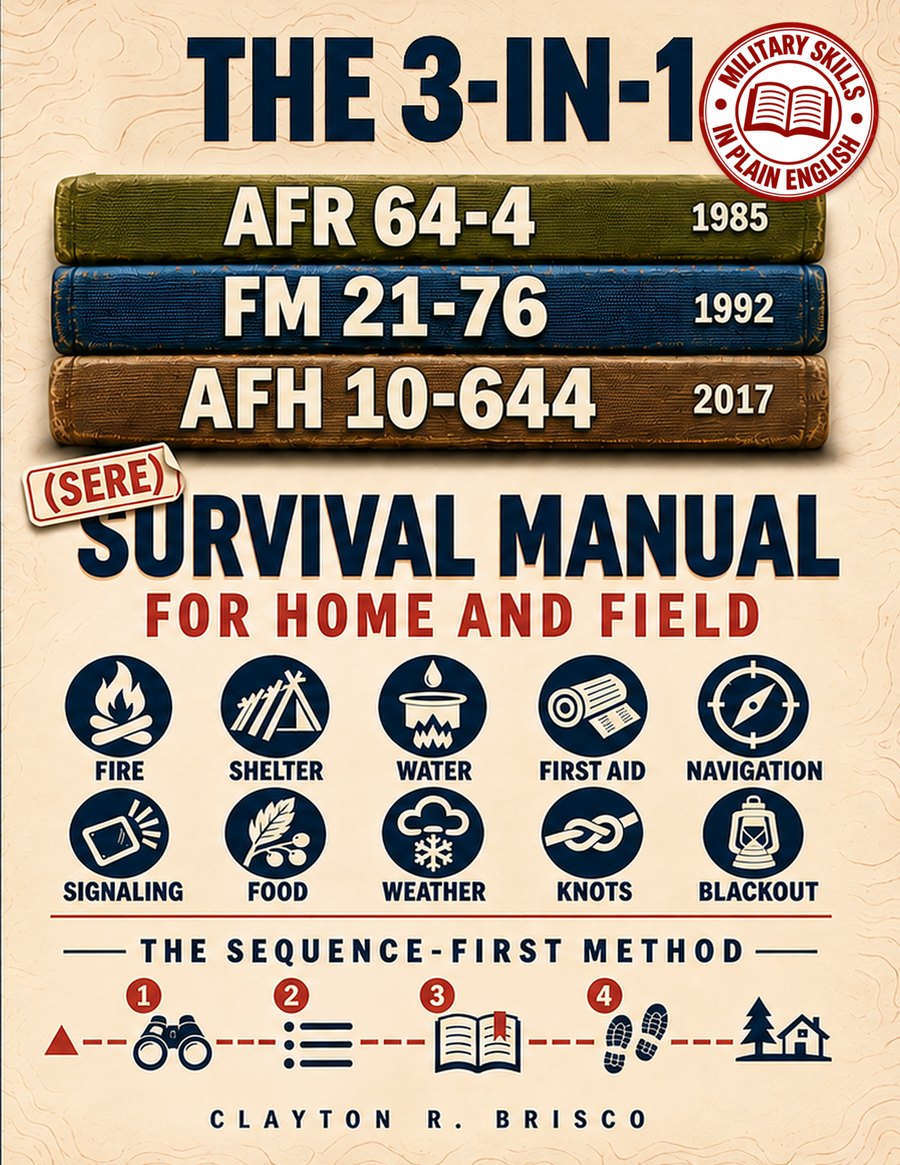 THE 3-IN-1
MILITARY SKILLS
IN PLAIN ENGLISH
AFR 64-4 1985
FM 21-76 1992
AFH 10-644 2017
(SERE)
SURVIVAL MANUAL
FOR HOME AND FIELD
FIRE SHELTER WATER FIRST AID NAVIGATION
SIGNALING FOOD WEATHER KNOTS BLACKOUT
THE SEQUENCE-FIRST METHOD
1 2 3 4
CLAYTON R. BRISCO